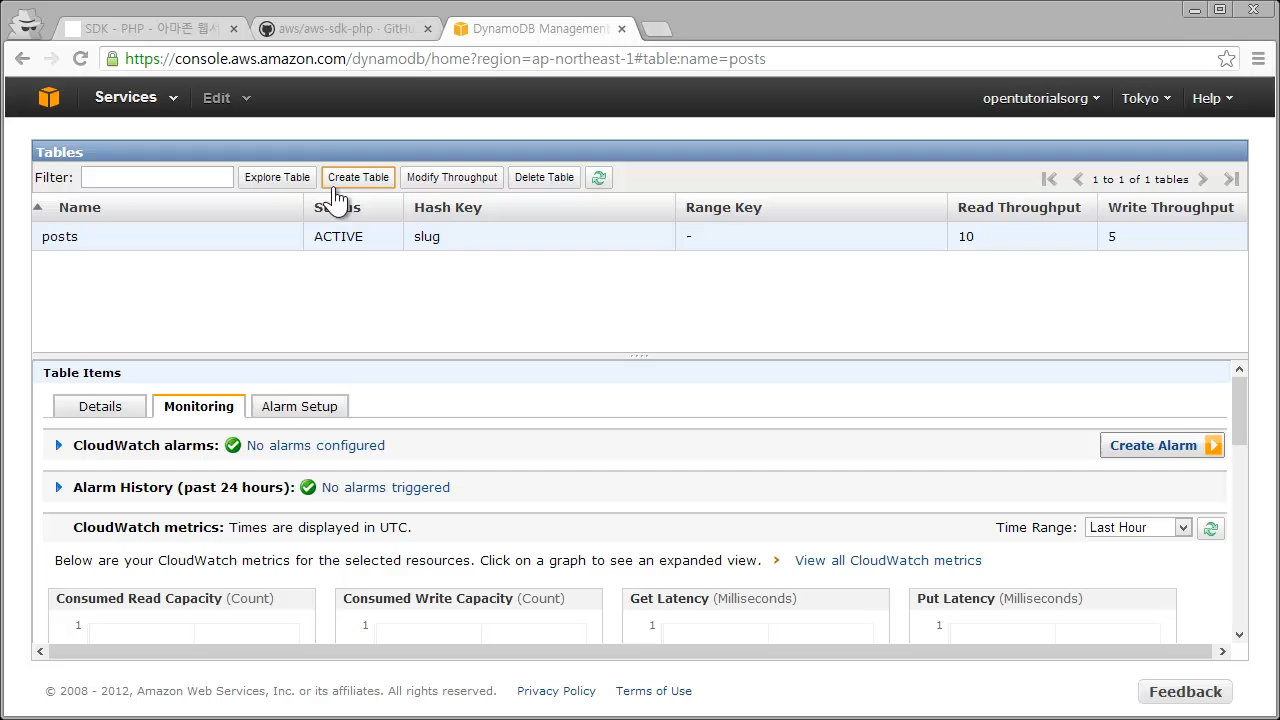 SDK - PHP - 아마존 웹서
aws/aws-sdk-php · GitHu
DynamoDB Management
https://console.aws.amazon.com/dynamodb/home?region=ap-northeast-1#table:name=posts
Services Edit opentutorialsorg Tokyo Help
Tables
Filter: Explore Table Create Table Modify Throughput Delete Table 1 to 1 of 1 tables
Name Status Hash Key Range Key Read Throughput Write Throughput
posts ACTIVE slug - 10 5
Table Items
Details Monitoring Alarm Setup
CloudWatch alarms: No alarms configured Create Alarm
Alarm History (past 24 hours): No alarms triggered
CloudWatch metrics: Times are displayed in UTC. Time Range: Last Hour
Below are your CloudWatch metrics for the selected resources. Click on a graph to see an expanded view. View all CloudWatch metrics
Consumed Read Capacity (Count) Consumed Write Capacity (Count) Get Latency (Milliseconds) Put Latency (Milliseconds)
1 1 1 1
© 2008 - 2012, Amazon Web Services, Inc. or its affiliates. All rights reserved. Privacy Policy Terms of Use Feedback